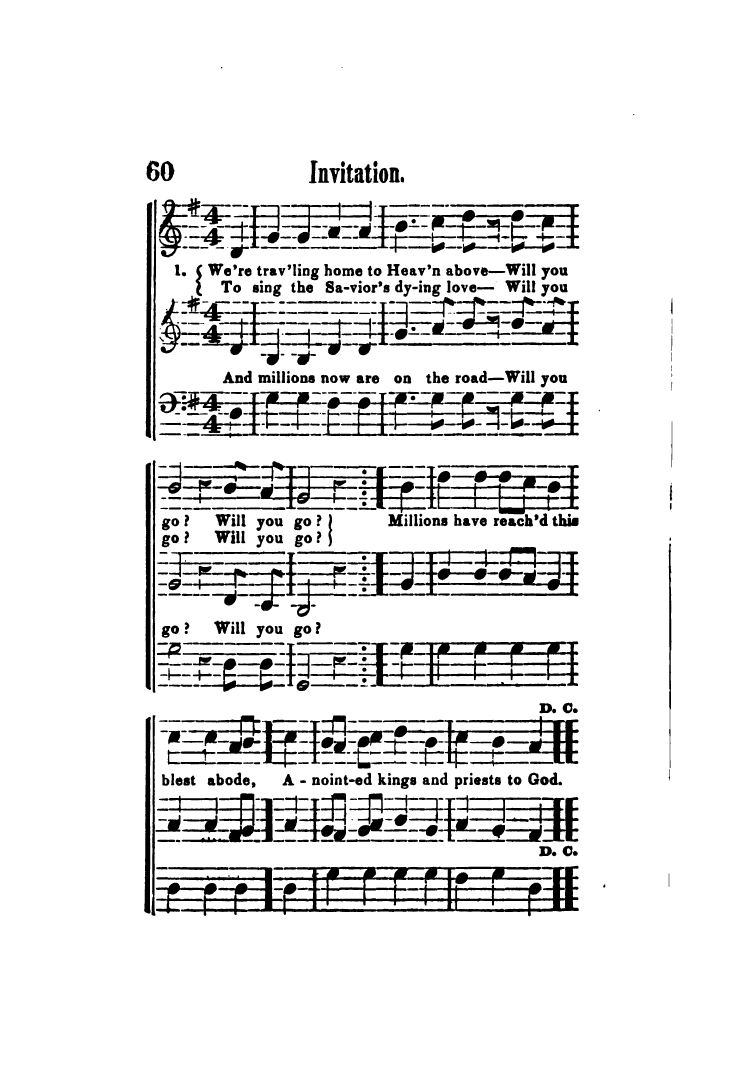 60 Invitation.
1. { We're trav'ling home to Heav'n above—Will you
{ To sing the Sa-vior's dy-ing love— Will you
And millions now are on the road—Will you
go? Will you go? } Millions have reach'd this
go? Will you go? }
go? Will you go?
D. C.
blest abode, A - noint-ed kings and priests to God.
D. C.